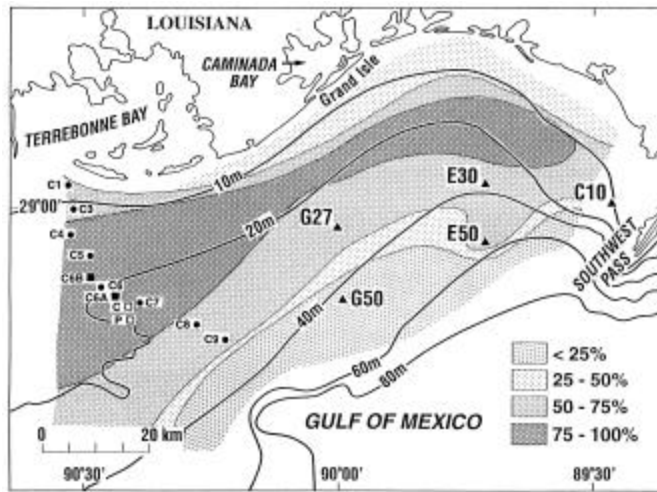 LOUISIANA
CAMINADA
BAY
Grand Isle
TERREBONNE BAY
C1
10m
E30
C10
29°00'
C3
20m
G27
C4
E50
SOUTHWEST
PASS
C5
C6B
C6
C6A
C7
G50
C
P
40m
C8
C9
60m
80m
< 25%
25 - 50%
50 - 75%
75 - 100%
GULF OF MEXICO
0 20 km
90°30'
90°00'
89°30'